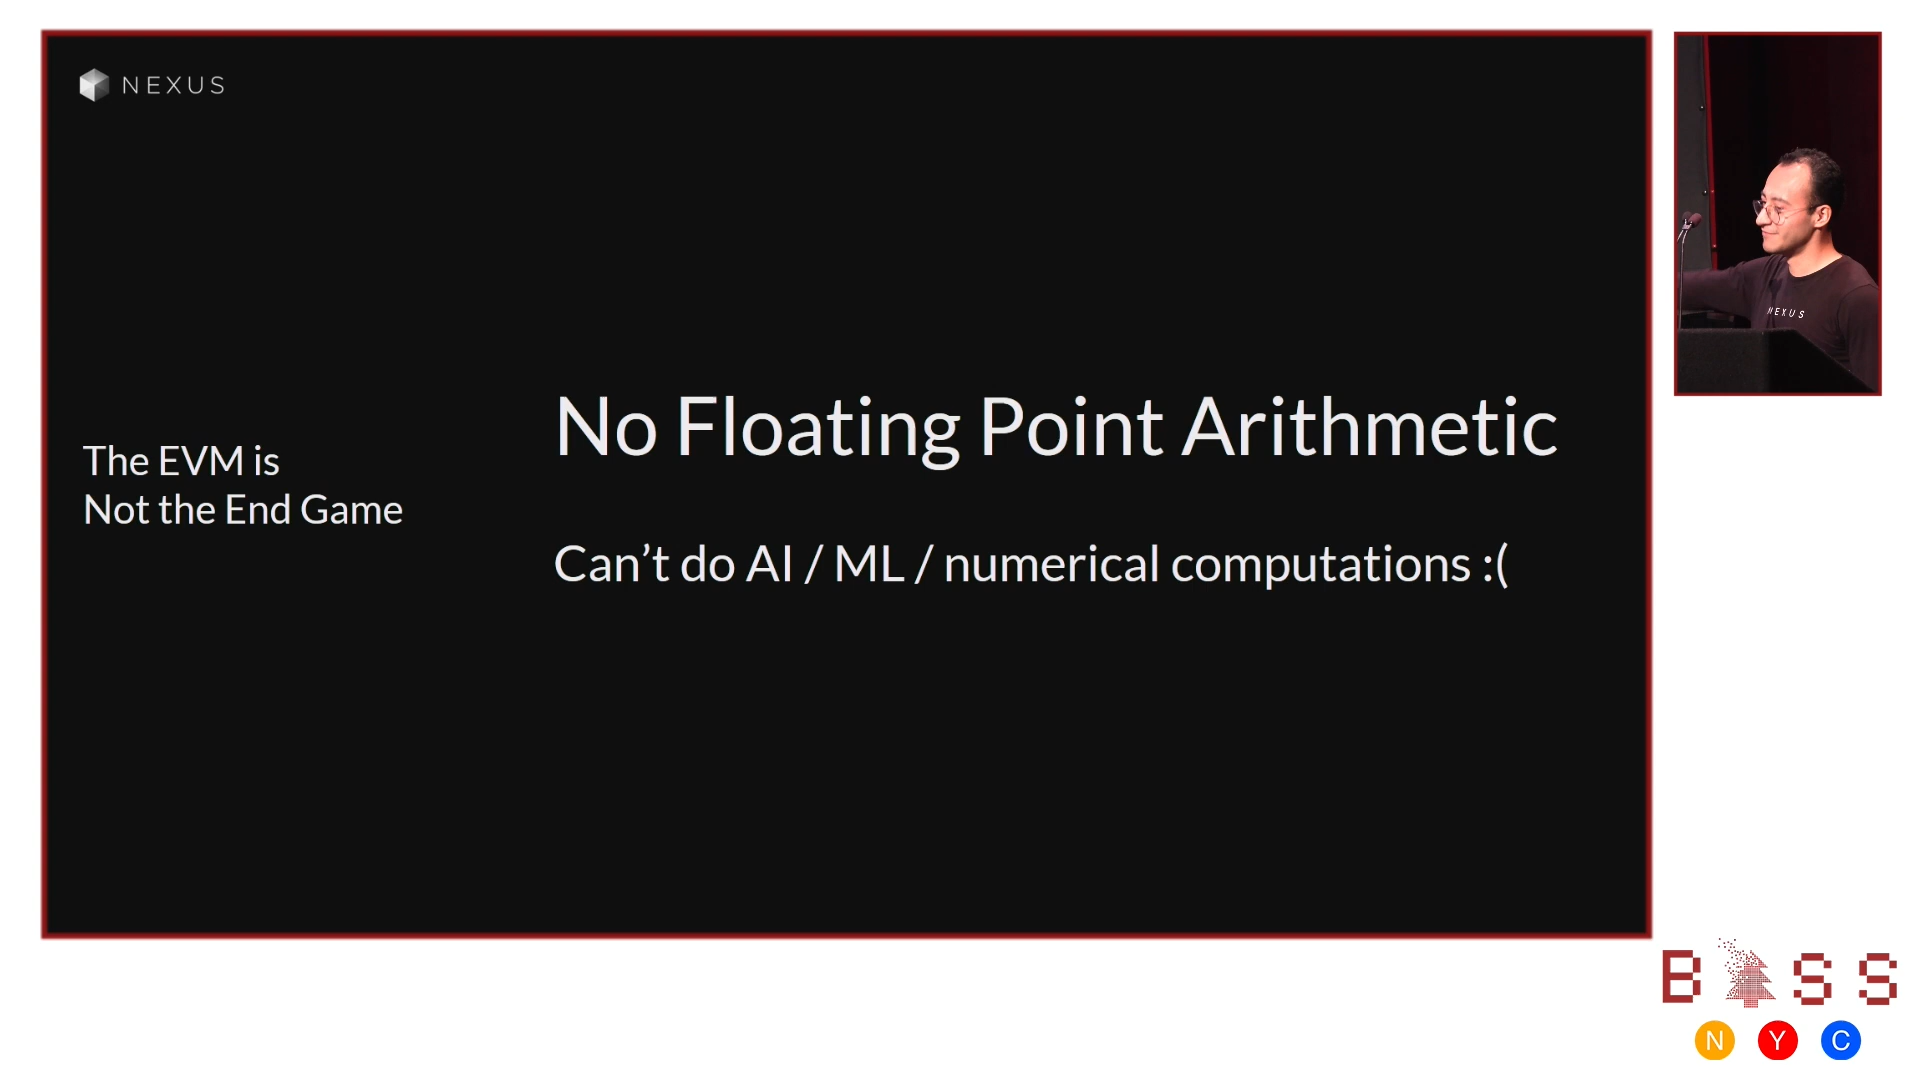 NEXUS
The EVM is
Not the End Game
No Floating Point Arithmetic
Can’t do AI / ML / numerical computations :(
NEXUS
B SS
N Y C